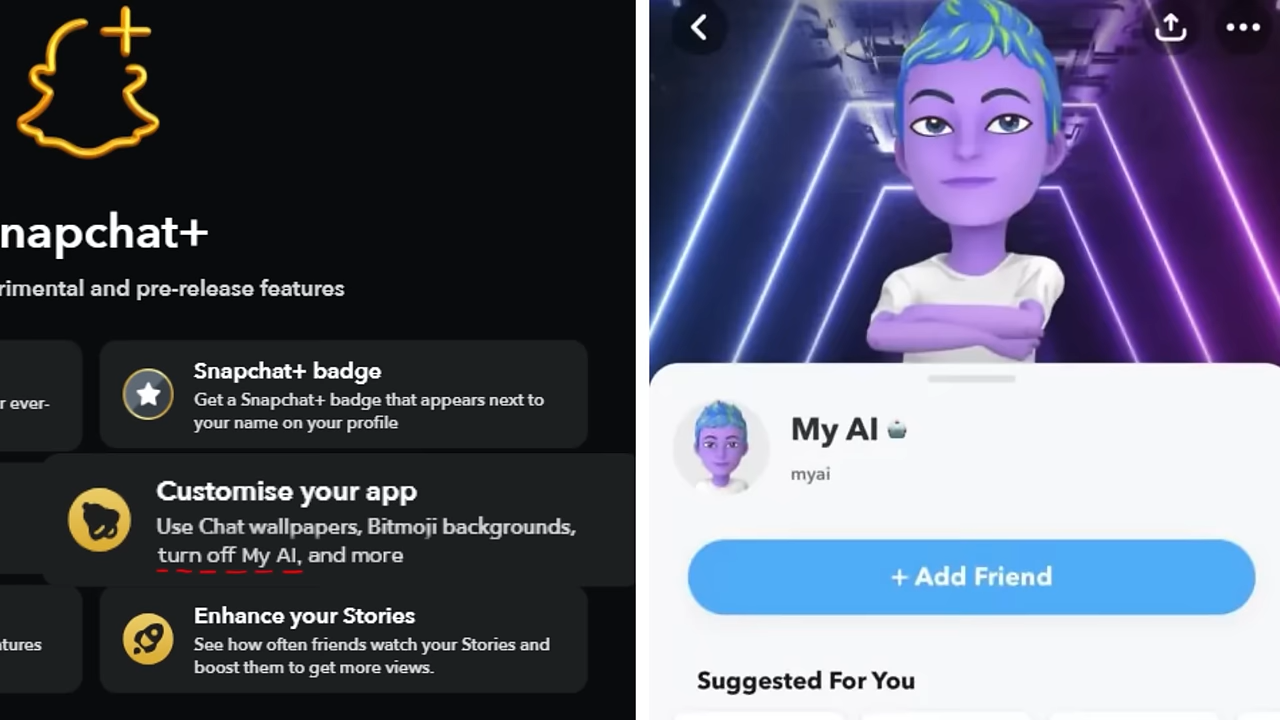 napchat+
rimental and pre-release features
r ever-
Snapchat+ badge
Get a Snapchat+ badge that appears next to
your name on your profile
Customise your app
Use Chat wallpapers, Bitmoji backgrounds,
turn off My AI, and more
tures
Enhance your Stories
See how often friends watch your Stories and
boost them to get more views.
My AI
myai
+ Add Friend
Suggested For You